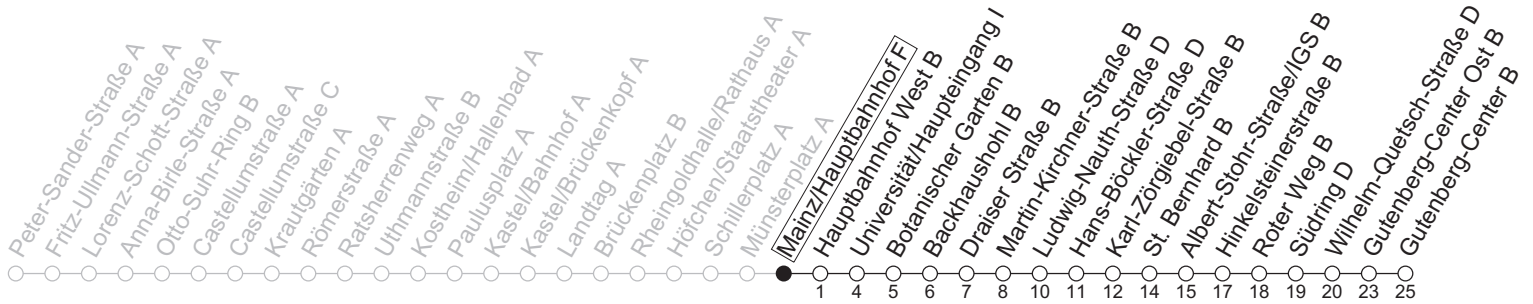 Peter-Sander-Straße A
Fritz-Ullmann-Straße A
Lorenz-Schott-Straße A
Anna-Birle-Straße A
Otto-Suhr-Ring B
Castellumstraße A
Castellumstraße C
Krautgärten A
Römerstraße A
Ratsherrenweg A
Uthmannstraße B
Kostheim/Hallenbad A
Paulusplatz A
Kastel/Bahnhof A
Kastel/Brückenkopf A
Landtag A
Brückenplatz B
Rheingoldhalle/Rathaus A
Höfchen/Staatstheater A
Schillerplatz A
Münsterplatz A
Mainz/Hauptbahnhof F
Hauptbahnhof West B
Universität/Haupteingang I
Botanischer Garten B
Backhaushohl B
Draiser Straße B
Martin-Kirchner-Straße B
Ludwig-Nauth-Straße D
Hans-Böckler-Straße D
Karl-Zörgiebel-Straße B
St. Bernhard B
Albert-Stohr-Straße/IGS B
Hinkelsteinerstraße B
Roter Weg B
Südring D
Wilhelm-Quetsch-Straße D
Gutenberg-Center Ost B
Gutenberg-Center B
1 4 5 6 7 8 10 11 12 14 15 17 18 19 20 23 25